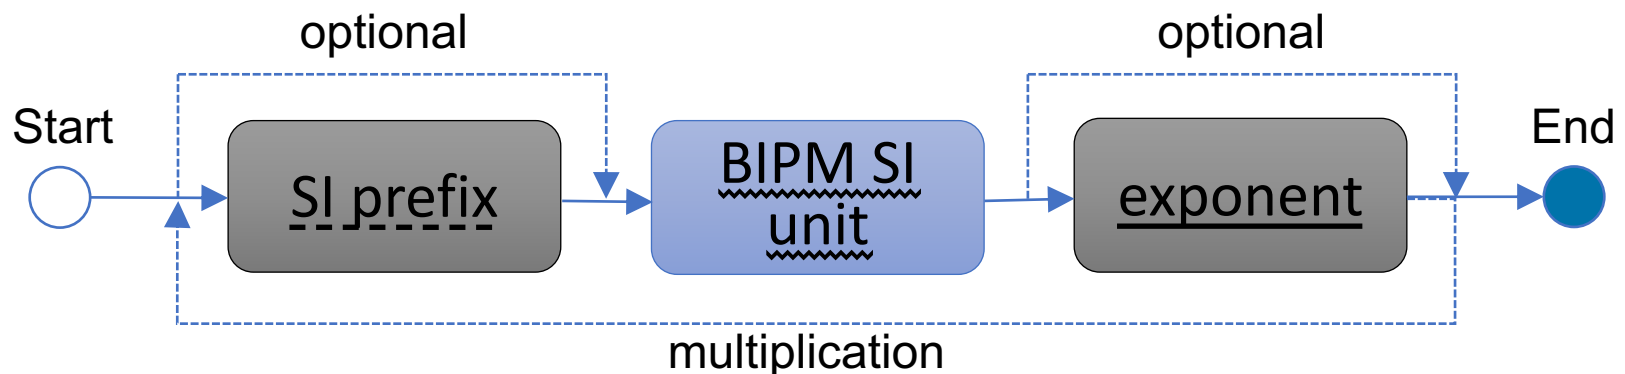 optional
optional
Start
End
SI prefix
BIPM SI
unit
exponent
multiplication